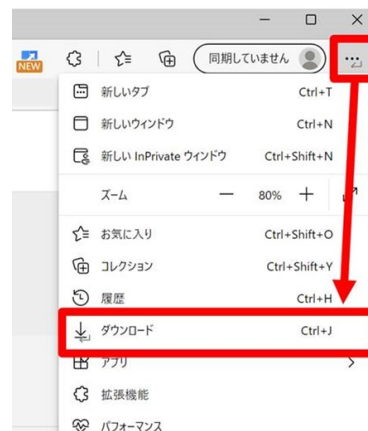 NEW
同期していません
新しいタブ Ctrl+T
新しいウィンドウ Ctrl+N
新しい InPrivate ウィンドウ Ctrl+Shift+N
ズーム 80%
お気に入り Ctrl+Shift+O
コレクション Ctrl+Shift+Y
履歴 Ctrl+H
ダウンロード Ctrl+J
アプリ
拡張機能
パフォーマンス